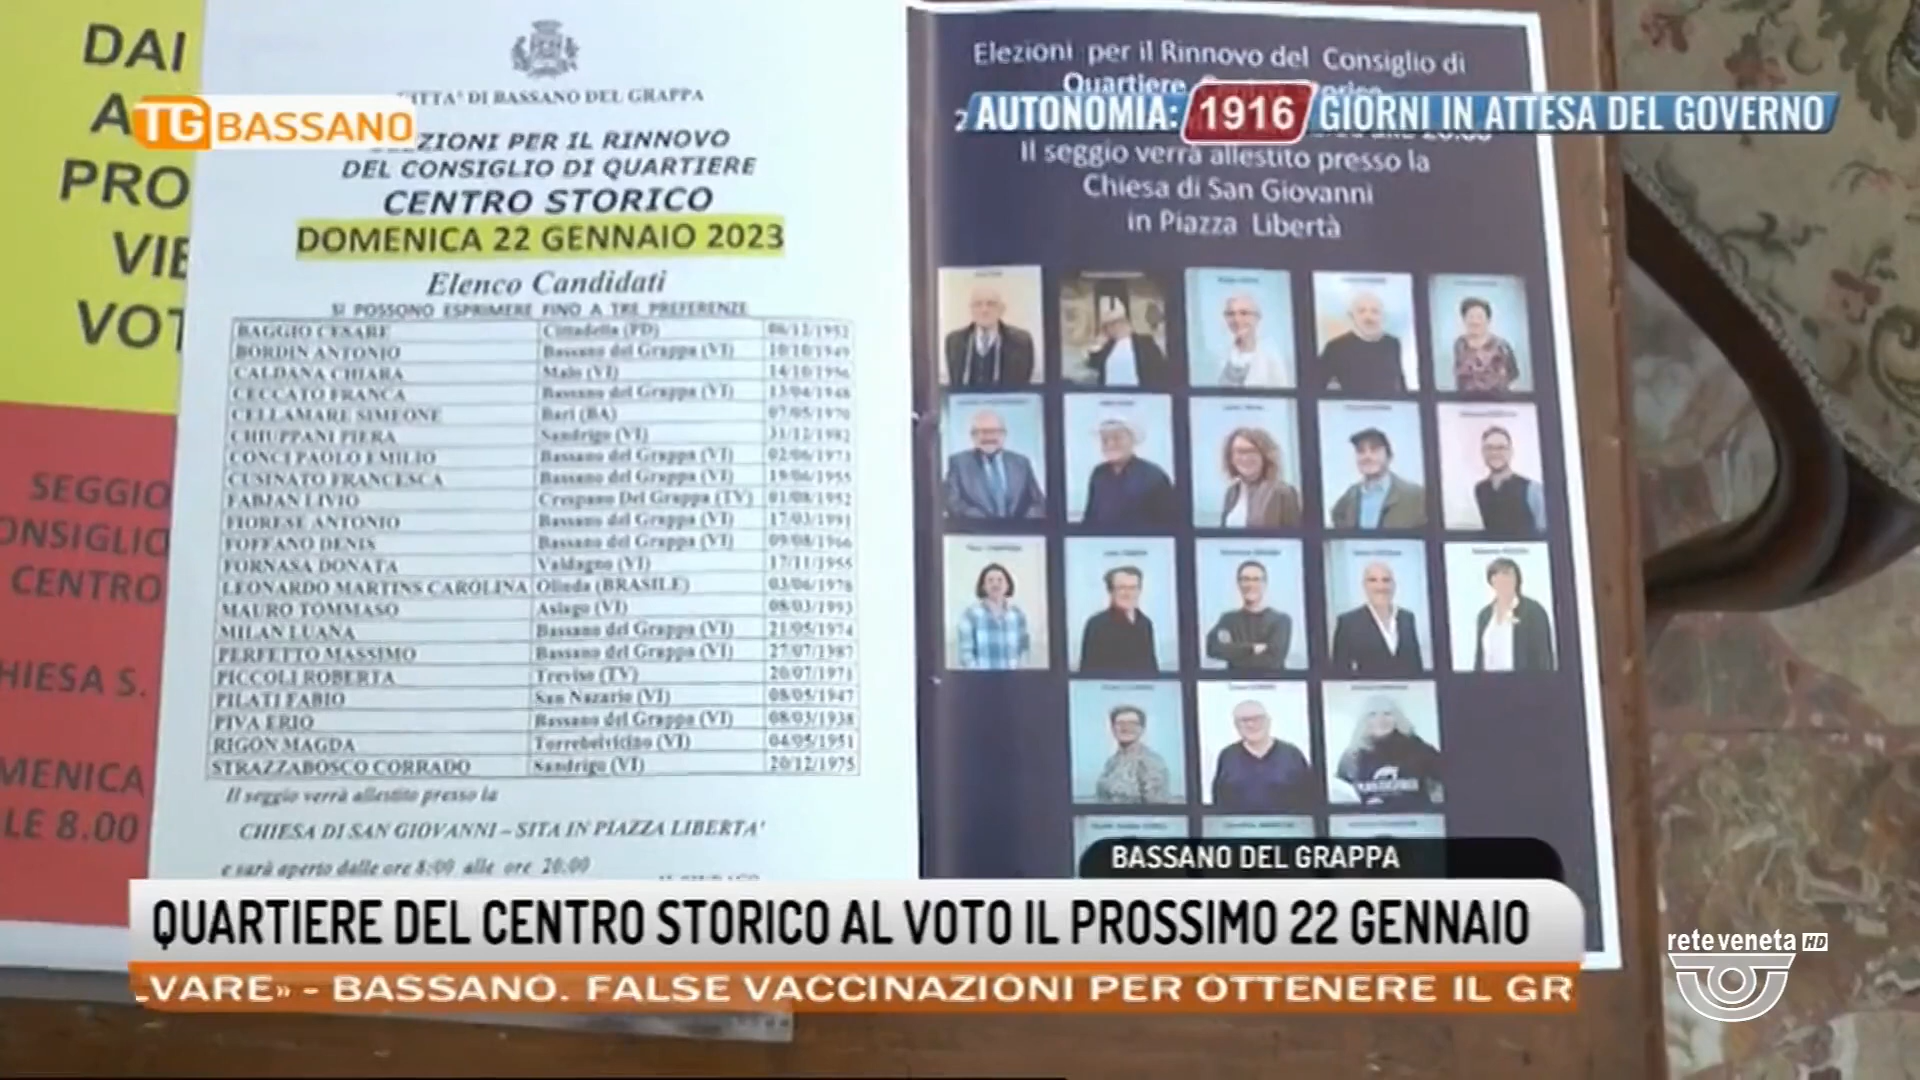 DAI
A
PRO
VIE
VOT
SEGGIO
ONSIGLIO
CENTRO
HIESA S.
MENICA
LE 8.00
TG BASSANO
CITTA' DI BASSANO DEL GRAPPA
ZIONI PER IL RINNOVO
DEL CONSIGLIO DI QUARTIERE
CENTRO STORICO
DOMENICA 22 GENNAIO 2023
Elenco Candidati
SI POSSONO ESPRIMERE FINO A TRE PREFERENZE
BAGGIO CESARE Cittadella (PD) 06/12/1952
BORDIN ANTONIO Bassano del Grappa (VI) 10/10/1949
CALDANA CHIARA Malo (VI) 14/10/1956
CECCATO FRANCA Bassano del Grappa (VI) 13/04/1948
CELLAMARE SIMEONE Bari (BA) 07/05/1970
CHIUPPANI PIERA Sandrigo (VI) 31/12/1982
CONCI PAOLO EMILIO Bassano del Grappa (VI) 02/06/1973
CUSINATO FRANCESCA Bassano del Grappa (VI) 19/06/1955
FABJAN LIVIO Crespano Del Grappa (TV) 01/08/1952
FIORESE ANTONIO Bassano del Grappa (VI) 17/03/1991
FOFFANO DENIS Bassano del Grappa (VI) 09/08/1966
FORNASA DONATA Valdagno (VI) 17/11/1955
LEONARDO MARTINS CAROLINA Olinda (BRASILE) 03/06/1976
MAURO TOMMASO Asiago (VI) 08/03/1993
MILAN LUANA Bassano del Grappa (VI) 21/05/1974
PERFETTO MASSIMO Bassano del Grappa (VI) 27/07/1987
PICCOLI ROBERTA Treviso (TV) 20/07/1971
PILATI FABIO San Nazario (VI) 08/05/1947
PIVA ERIO Bassano del Grappa (VI) 08/03/1938
RIGON MAGDA Torrebelvicino (VI) 04/05/1951
STRAZZABOSCO CORRADO Sandrigo (VI) 20/12/1975
Il seggio verrà allestito presso la
CHIESA DI SAN GIOVANNI – SITA IN PIAZZA LIBERTA'
e sarà aperto dalle ore 8:00 alle ore 20:00
Elezioni per il Rinnovo del Consiglio di
Quartiere
AUTONOMIA: 1916 GIORNI IN ATTESA DEL GOVERNO
Il seggio verrà allestito presso la
Chiesa di San Giovanni
in Piazza Libertà
BASSANO DEL GRAPPA
QUARTIERE DEL CENTRO STORICO AL VOTO IL PROSSIMO 22 GENNAIO
LVARE» - BASSANO. FALSE VACCINAZIONI PER OTTENERE IL GR
reteveneta HD